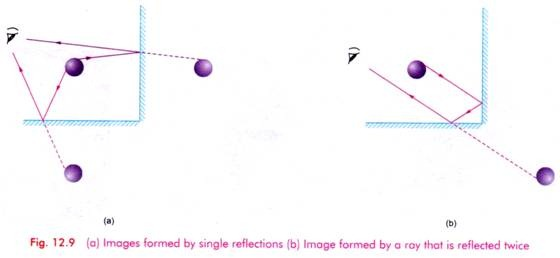 (a)
(b)
Fig. 12.9 (a) Images formed by single reflections (b) Image formed by a ray that is reflected twice